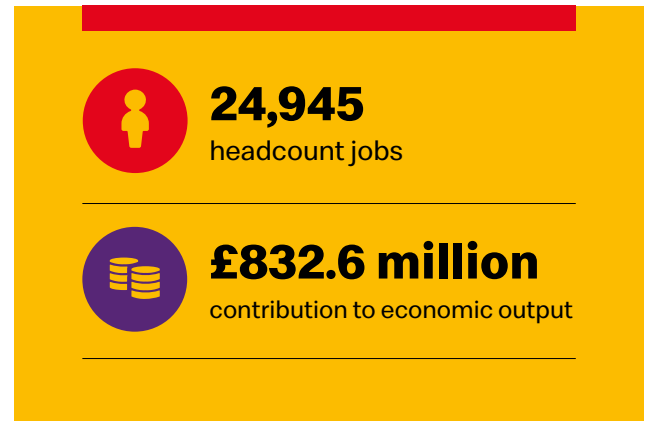 24,945
headcount jobs
£832.6 million
contribution to economic output